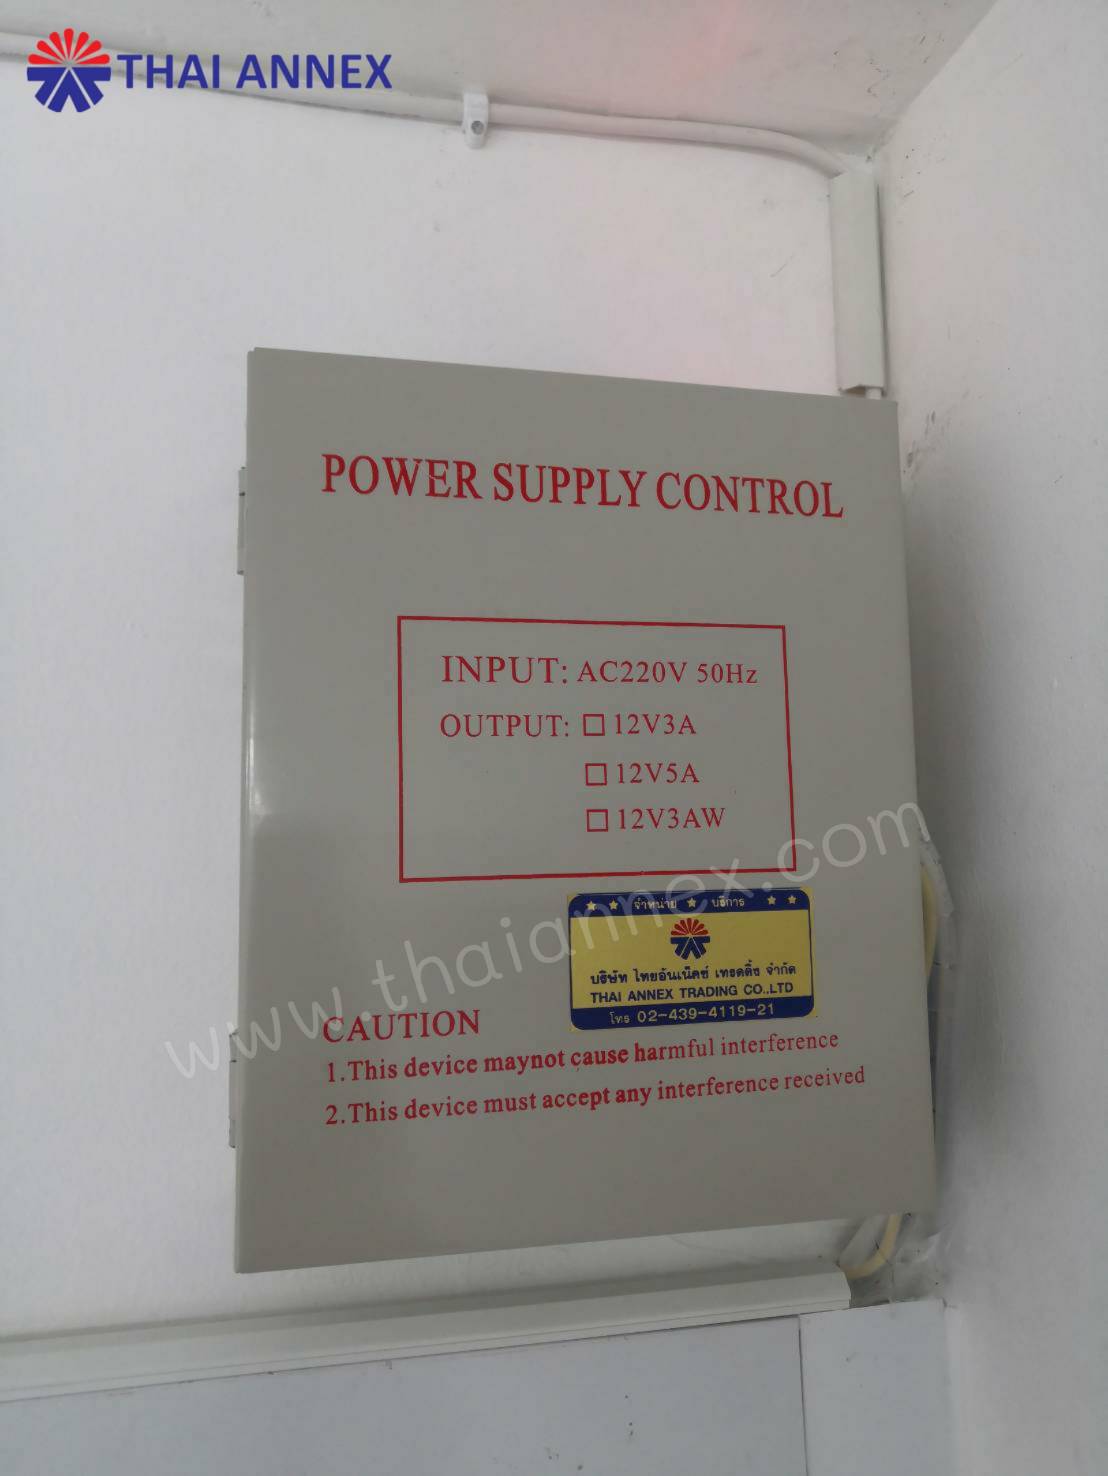 THAI ANNEX
POWER SUPPLY CONTROL
INPUT: AC220V 50Hz
OUTPUT: □ 12V3A
□ 12V5A
□ 12V3AW
www.thaiannex.com
★ ★ จำหน่าย ★ บริการ ★ ★
บริษัท ไทยอันเน็คซ์ เทรดดิ้ง จำกัด
THAI ANNEX TRADING CO.,LTD
โทร 02-439-4119-21
CAUTION
1.This device maynot cause harmful interference
2.This device must accept any interference received